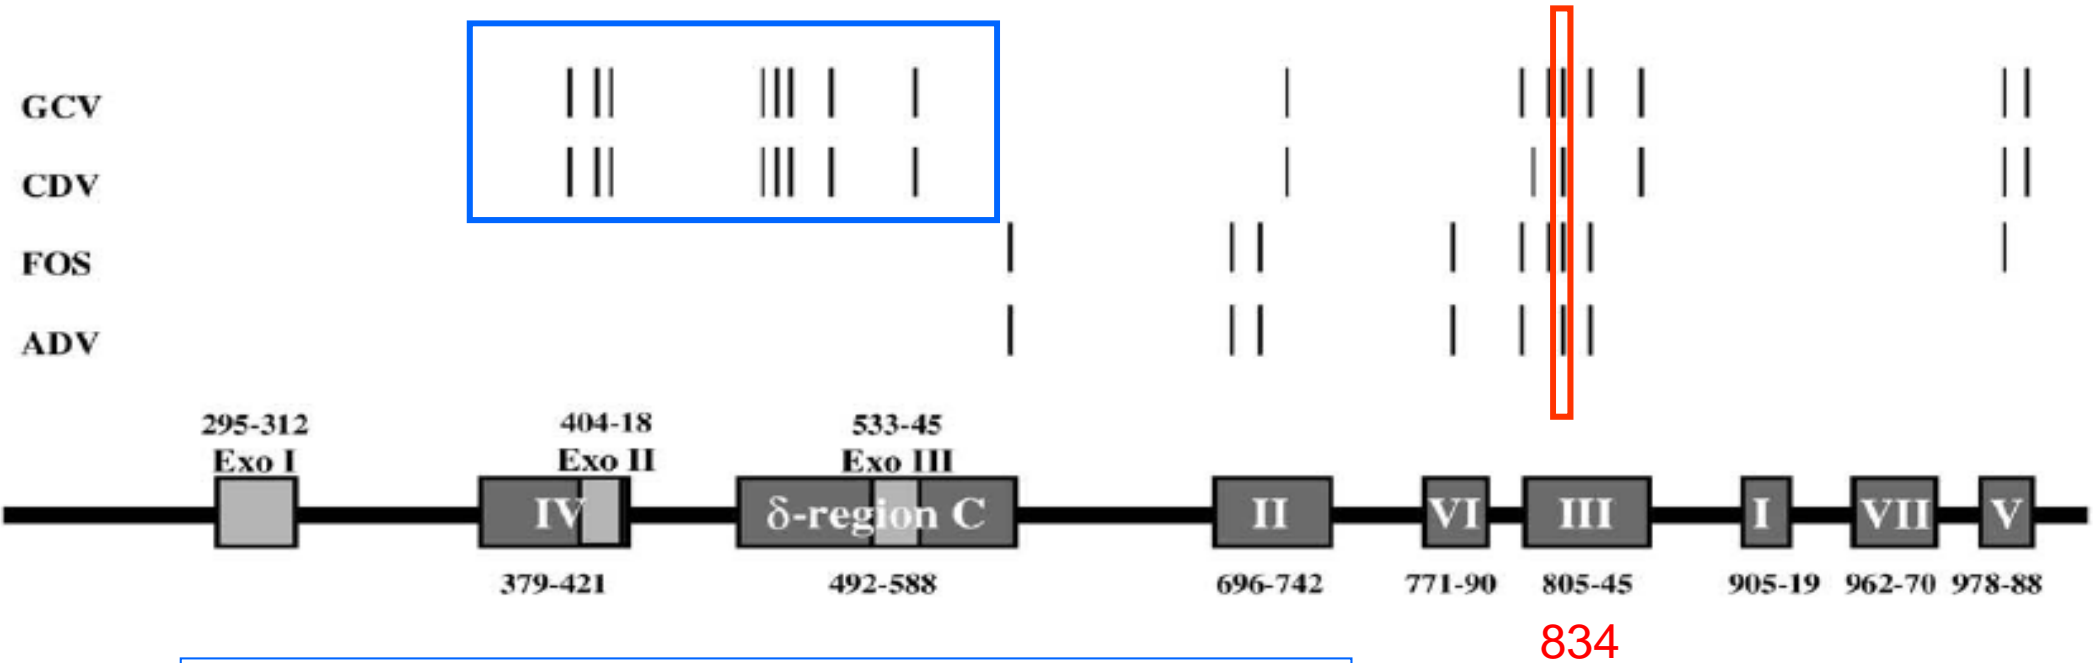 GCV
CDV
FOS
ADV
295-312 404-18 533-45
Exo I Exo II Exo III
IV δ-region C II VI III I VII V
379-421 492-588 696-742 771-90 805-45 905-19 962-70 978-88
834